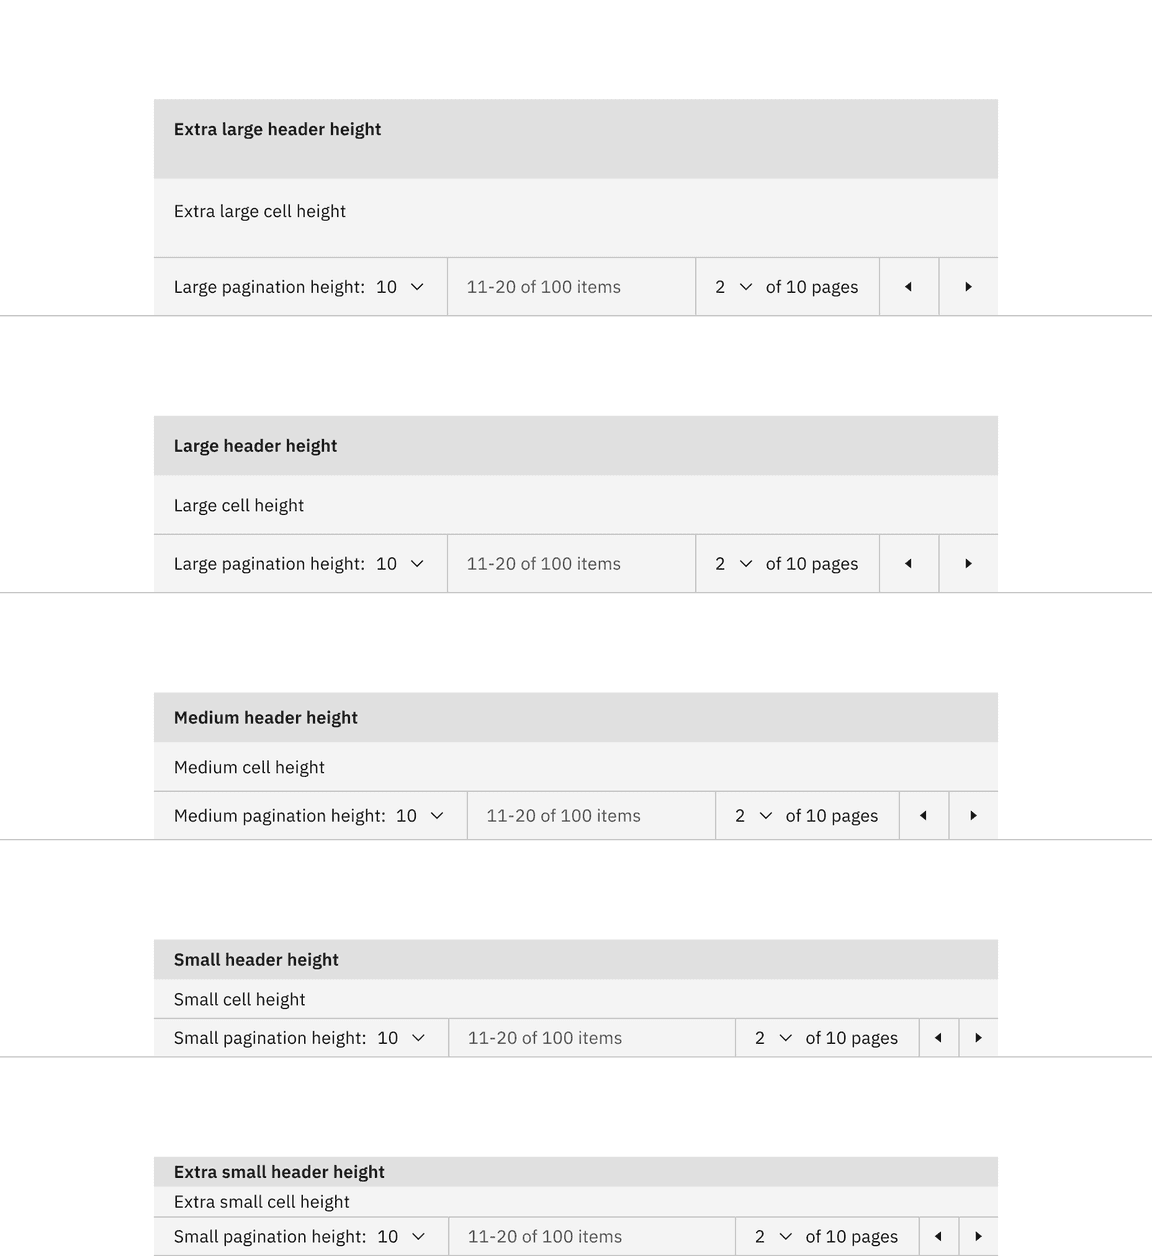 Extra large header height
Extra large cell height
Large pagination height: 10 11-20 of 100 items 2 of 10 pages
Large header height
Large cell height
Large pagination height: 10 11-20 of 100 items 2 of 10 pages
Medium header height
Medium cell height
Medium pagination height: 10 11-20 of 100 items 2 of 10 pages
Small header height
Small cell height
Small pagination height: 10 11-20 of 100 items 2 of 10 pages
Extra small header height
Extra small cell height
Small pagination height: 10 11-20 of 100 items 2 of 10 pages